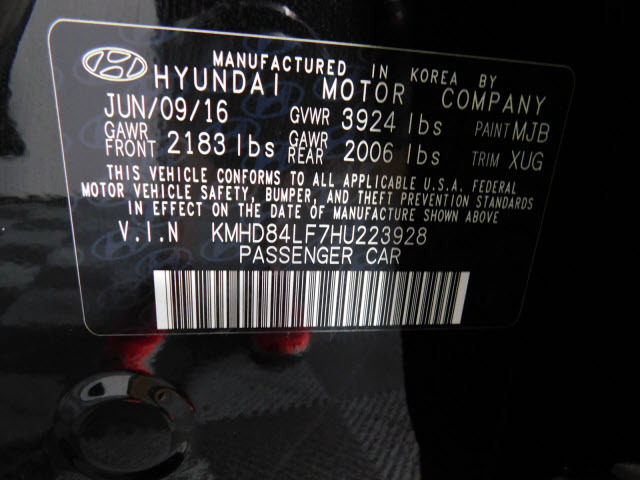 MANUFACTURED IN KOREA BY
HYUNDAI MOTOR COMPANY
JUN/09/16 GVWR 3924 lbs PAINT MJB
GAWR FRONT 2183 lbs GAWR REAR 2006 lbs TRIM XUG
THIS VEHICLE CONFORMS TO ALL APPLICABLE U.S.A. FEDERAL
MOTOR VEHICLE SAFETY, BUMPER, AND THEFT PREVENTION STANDARDS
IN EFFECT ON THE DATE OF MANUFACTURE SHOWN ABOVE
V.I.N KMHD84LF7HU223928
PASSENGER CAR